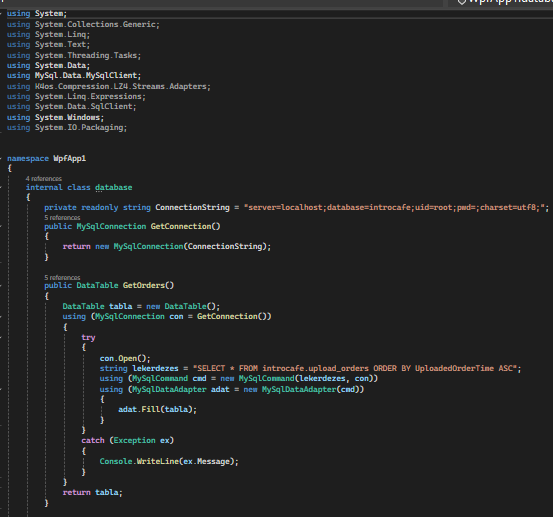 using System;
using System.Collections.Generic;
using System.Linq;
using System.Text;
using System.Threading.Tasks;
using System.Data;
using MySql.Data.MySqlClient;
using K4os.Compression.LZ4.Streams.Adapters;
using System.Linq.Expressions;
using System.Data.SqlClient;
using System.Windows;
using System.IO.Packaging;
namespace WpfApp1
{
4 references
internal class database
{
private readonly string ConnectionString = "server=localhost;database=introcafe;uid=root;pwd=;charset=utf8;";
5 references
public MySqlConnection GetConnection()
{
return new MySqlConnection(ConnectionString);
}
5 references
public DataTable GetOrders()
{
DataTable tabla = new DataTable();
using (MySqlConnection con = GetConnection())
{
try
{
con.Open();
string lekerdezes = "SELECT * FROM introcafe.upload_orders ORDER BY UploadedOrderTime ASC";
using (MySqlCommand cmd = new MySqlCommand(lekerdezes, con))
using (MySqlDataAdapter adat = new MySqlDataAdapter(cmd))
{
adat.Fill(tabla);
}
}
catch (Exception ex)
{
Console.WriteLine(ex.Message);
}
}
return tabla;
}